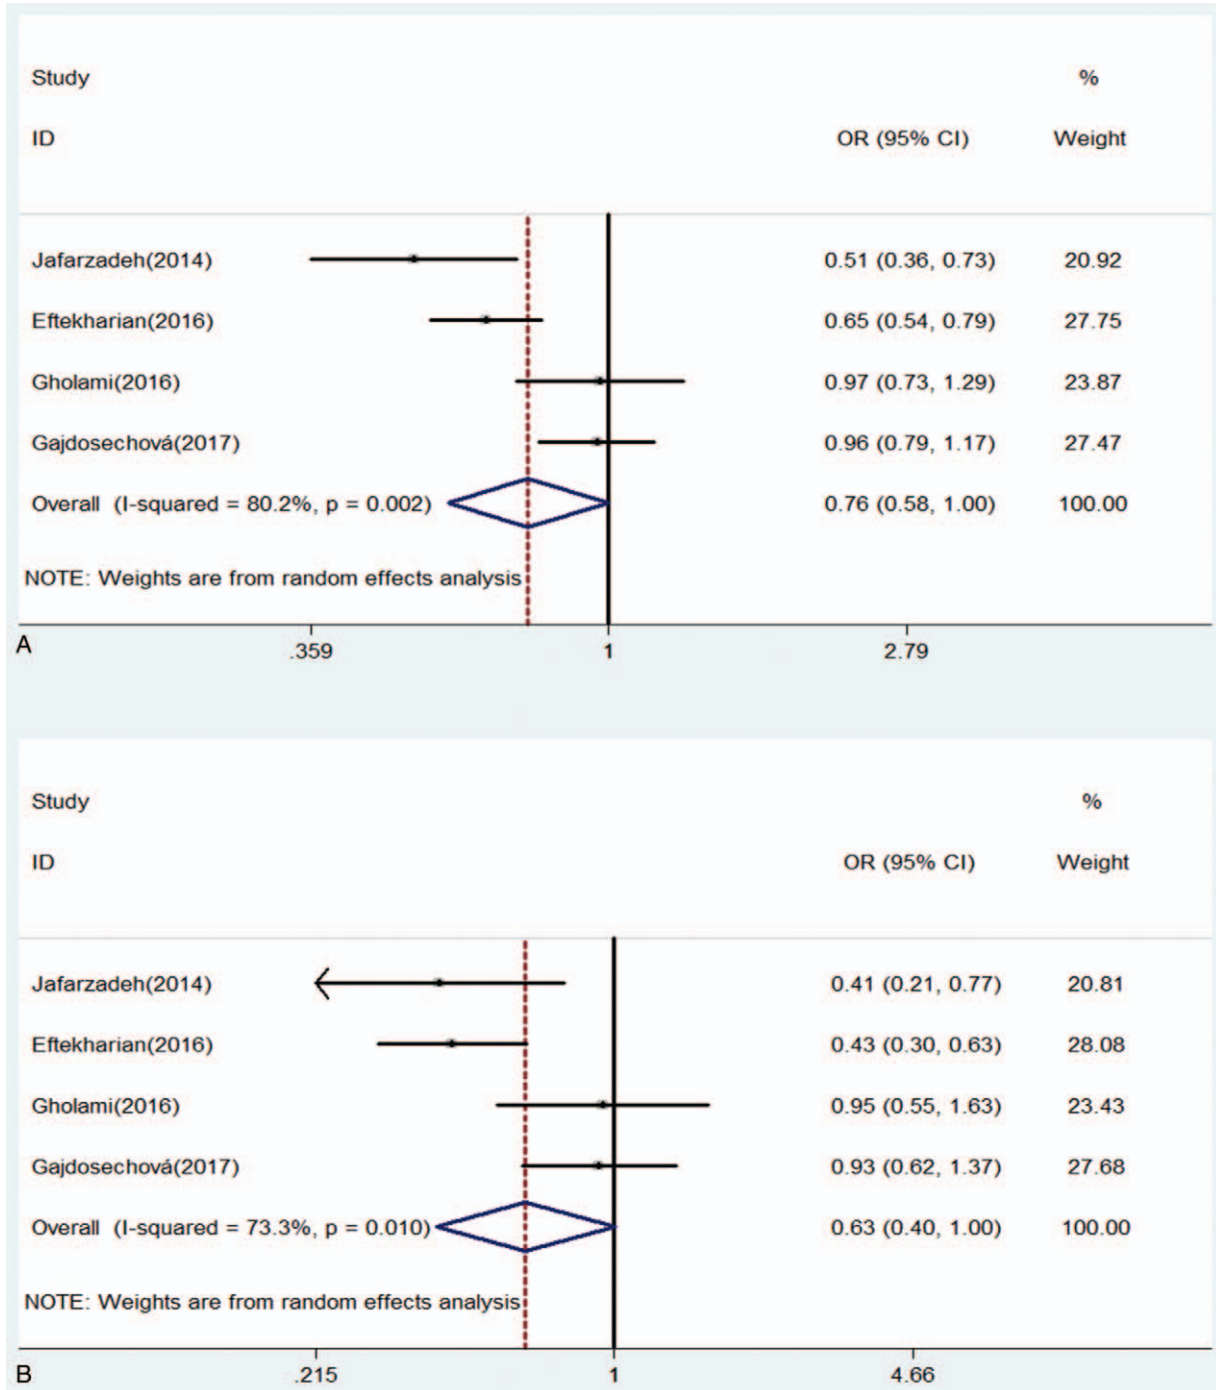 Study %
ID OR (95% CI) Weight
Jafarzadeh(2014) 0.51 (0.36, 0.73) 20.92
Eftekharian(2016) 0.65 (0.54, 0.79) 27.75
Gholami(2016) 0.97 (0.73, 1.29) 23.87
Gajdosechová(2017) 0.96 (0.79, 1.17) 27.47
Overall (I-squared = 80.2%, p = 0.002) 0.76 (0.58, 1.00) 100.00
NOTE: Weights are from random effects analysis
A
.359 1 2.79
Study %
ID OR (95% CI) Weight
Jafarzadeh(2014) 0.41 (0.21, 0.77) 20.81
Eftekharian(2016) 0.43 (0.30, 0.63) 28.08
Gholami(2016) 0.95 (0.55, 1.63) 23.43
Gajdosechová(2017) 0.93 (0.62, 1.37) 27.68
Overall (I-squared = 73.3%, p = 0.010) 0.63 (0.40, 1.00) 100.00
NOTE: Weights are from random effects analysis
B
.215 1 4.66